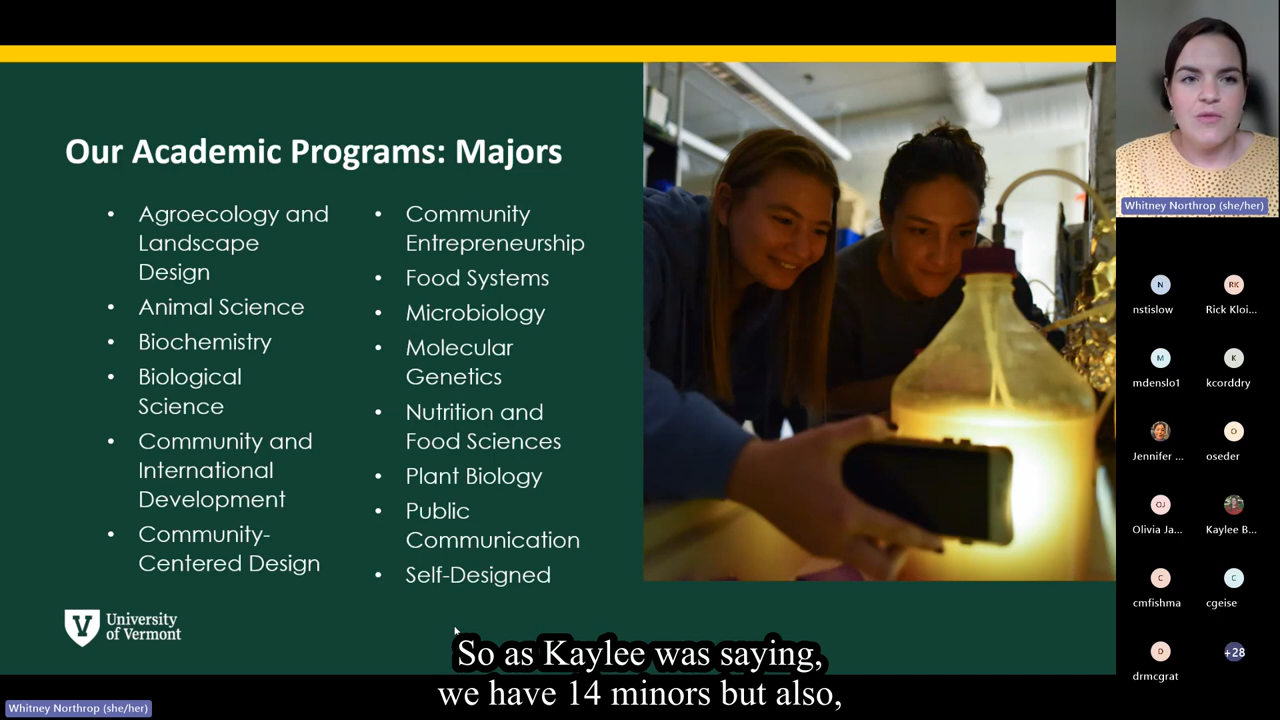 Our Academic Programs: Majors
• Agroecology and
Landscape
Design
• Animal Science
• Biochemistry
• Biological
Science
• Community and
International
Development
• Community-
Centered Design
• Community
Entrepreneurship
• Food Systems
• Microbiology
• Molecular
Genetics
• Nutrition and
Food Sciences
• Plant Biology
• Public
Communication
• Self-Designed
University
of Vermont
So as Kaylee was saying,
we have 14 minors but also,
Whitney Northrop (she/her)
Whitney Northrop (she/her)
N
RK
nstislow
Rick Kloi...
M
K
mdenslo1
kcorddry
O
Jennifer ...
oseder
OJ
Olivia Ja...
Kaylee B...
C
C
cmfishma
cgeise
D
+28
drmcgrat